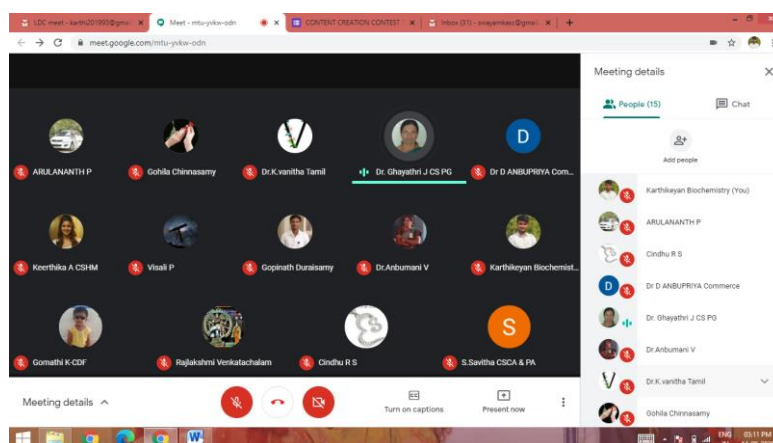 LDC meet - karthi201993@gmai
Meet - mtu-yvkw-odn
CONTENT CREATION CONTEST
Inbox (31) - swayamkasc@gmai
meet.google.com/mtu-yvkw-odn
Meeting details
People (15)
Chat
Add people
D
ARULANANTH P
Gohila Chinnasamy
Dr.K.vanitha Tamil
Dr. Ghayathri J CS PG
Dr D ANBUPRIYA Com...
Keerthika A CSHM
Visali P
Gopinath Duraisamy
Dr.Anbumani V
Karthikeyan Biochemist...
S
Gomathi K-CDF
Rajlakshmi Venkatachalam
Cindhu R S
S.Savitha CSCA & PA
Karthikeyan Biochemistry (You)
ARULANANTH P
Cindhu R S
D
Dr D ANBUPRIYA Commerce
Dr. Ghayathri J CS PG
Dr.Anbumani V
Dr.K.vanitha Tamil
Gohila Chinnasamy
Meeting details
Turn on captions
Present now
ENG
03:11 PM